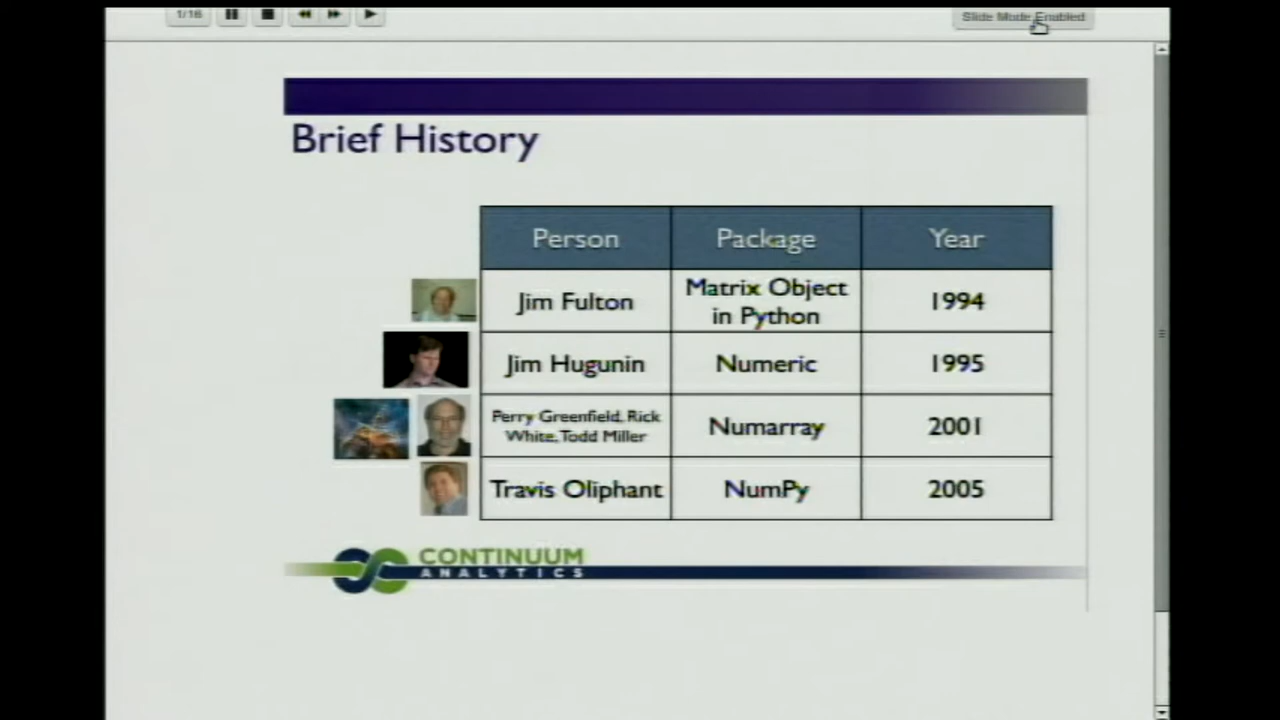 1/16
Slide Mode Enabled
Brief History
Person Package Year
Jim Fulton
Matrix Object
in Python
1994
Jim Hugunin Numeric 1995
Perry Greenfield, Rick
White, Todd Miller
Numarray
2001
Travis Oliphant NumPy 2005
CONTINUUM
ANALYTICS